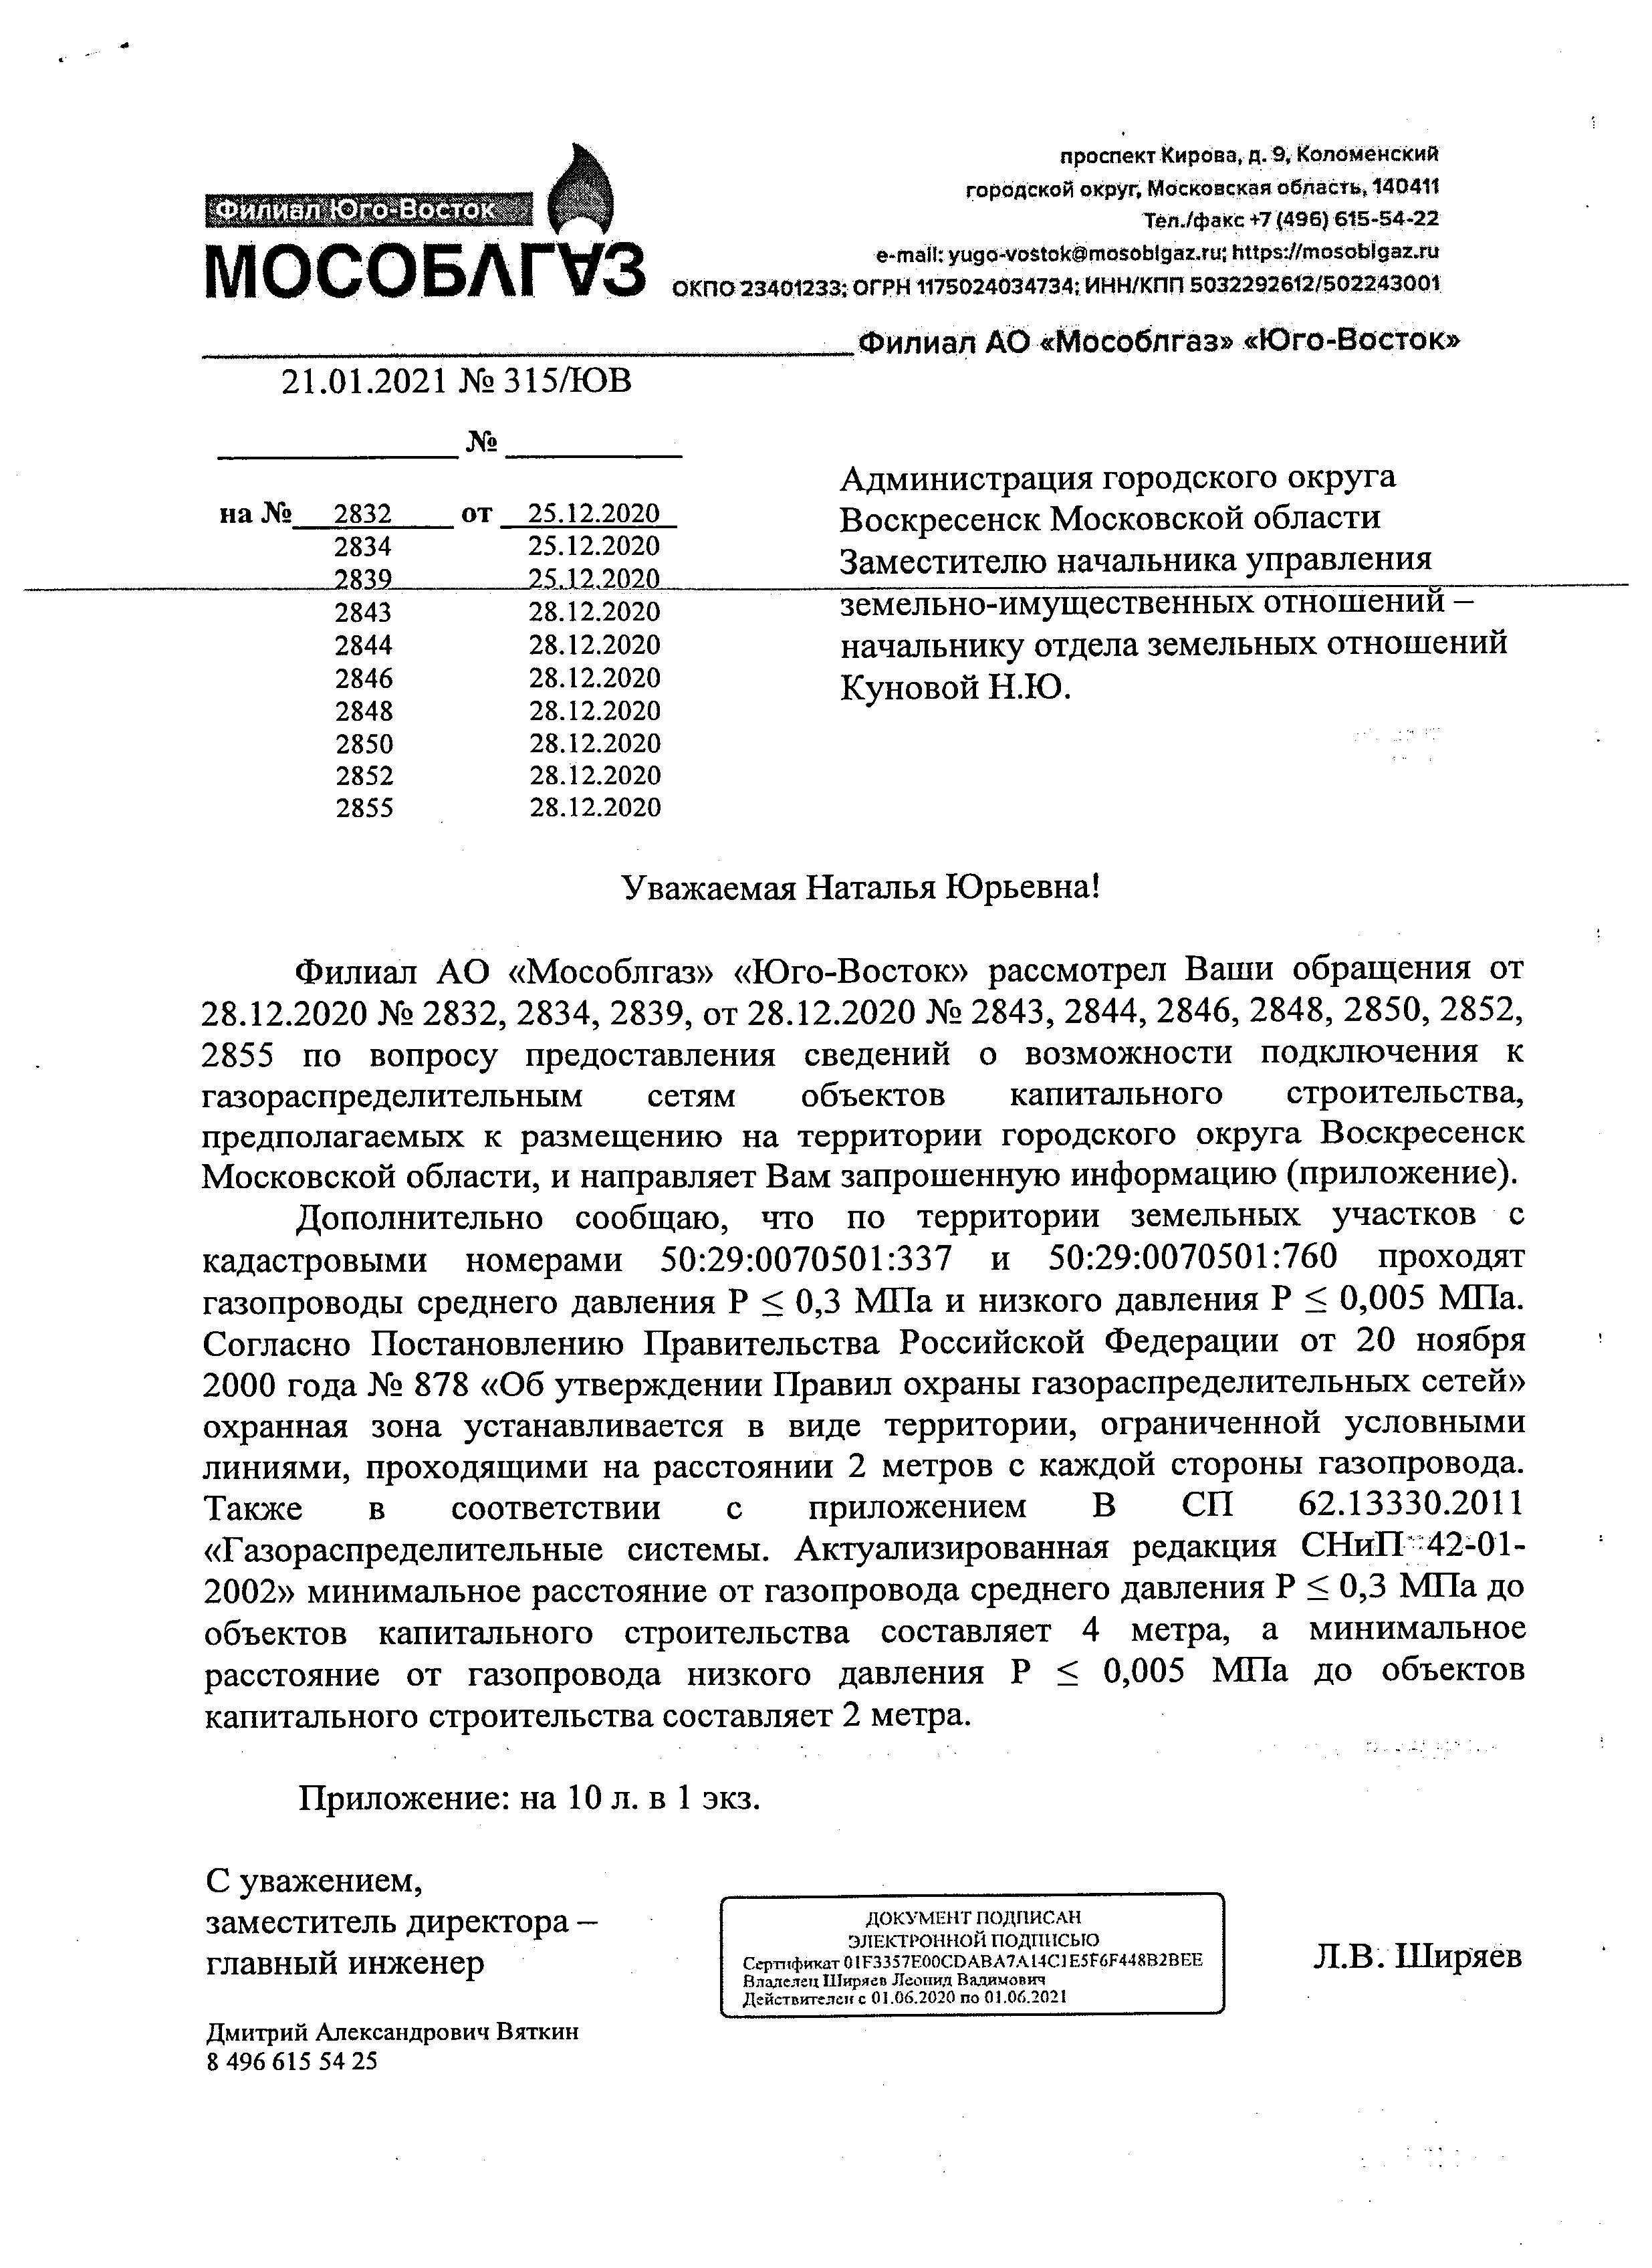 проспект Кирова, д. 9, Коломенский
городской округ, Московская область, 140411
Тел./факс +7 (496) 615-54-22
e-mail: yugo-vostok@mosoblgaz.ru; https://mosoblgaz.ru
ОКПО 23401233; ОГРН 1175024034734; ИНН/КПП 5032292612/502243001
Филиал Юго-Восток
МОСОБЛГАЗ
Филиал АО «Мособлгаз» «Юго-Восток»
21.01.2021 № 315/ЮВ
№
на № 2832 от 25.12.2020
2834 25.12.2020
2839 25.12.2020
2843 28.12.2020
2844 28.12.2020
2846 28.12.2020
2848 28.12.2020
2850 28.12.2020
2852 28.12.2020
2855 28.12.2020
Администрация городского округа
Воскресенск Московской области
Заместителю начальника управления
земельно-имущественных отношений –
начальнику отдела земельных отношений
Куновой Н.Ю.
Уважаемая Наталья Юрьевна!
Филиал АО «Мособлгаз» «Юго-Восток» рассмотрел Ваши обращения от
28.12.2020 № 2832, 2834, 2839, от 28.12.2020 № 2843, 2844, 2846, 2848, 2850, 2852,
2855 по вопросу предоставления сведений о возможности подключения к
газораспределительным сетям объектов капитального строительства,
предполагаемых к размещению на территории городского округа Воскресенск
Московской области, и направляет Вам запрошенную информацию (приложение).
Дополнительно сообщаю, что по территории земельных участков с
кадастровыми номерами 50:29:0070501:337 и 50:29:0070501:760 проходят
газопроводы среднего давления Р ≤ 0,3 МПа и низкого давления Р ≤ 0,005 МПа.
Согласно Постановлению Правительства Российской Федерации от 20 ноября
2000 года № 878 «Об утверждении Правил охраны газораспределительных сетей»
охранная зона устанавливается в виде территории, ограниченной условными
линиями, проходящими на расстоянии 2 метров с каждой стороны газопровода.
Также в соответствии с приложением В СП 62.13330.2011
«Газораспределительные системы. Актуализированная редакция СНиП 42-01-
2002» минимальное расстояние от газопровода среднего давления Р ≤ 0,3 МПа до
объектов капитального строительства составляет 4 метра, а минимальное
расстояние от газопровода низкого давления Р ≤ 0,005 МПа до объектов
капитального строительства составляет 2 метра.
Приложение: на 10 л. в 1 экз.
С уважением,
заместитель директора –
главный инженер
ДОКУМЕНТ ПОДПИСАН
ЭЛЕКТРОННОЙ ПОДПИСЬЮ
Сертификат 01F3357E00CDABA7A14C1E5F6F448B2BEE
Владелец Ширяев Леонид Вадимович
Действителен с 01.06.2020 по 01.06.2021
Л.В. Ширяев
Дмитрий Александрович Вяткин
8 496 615 54 25